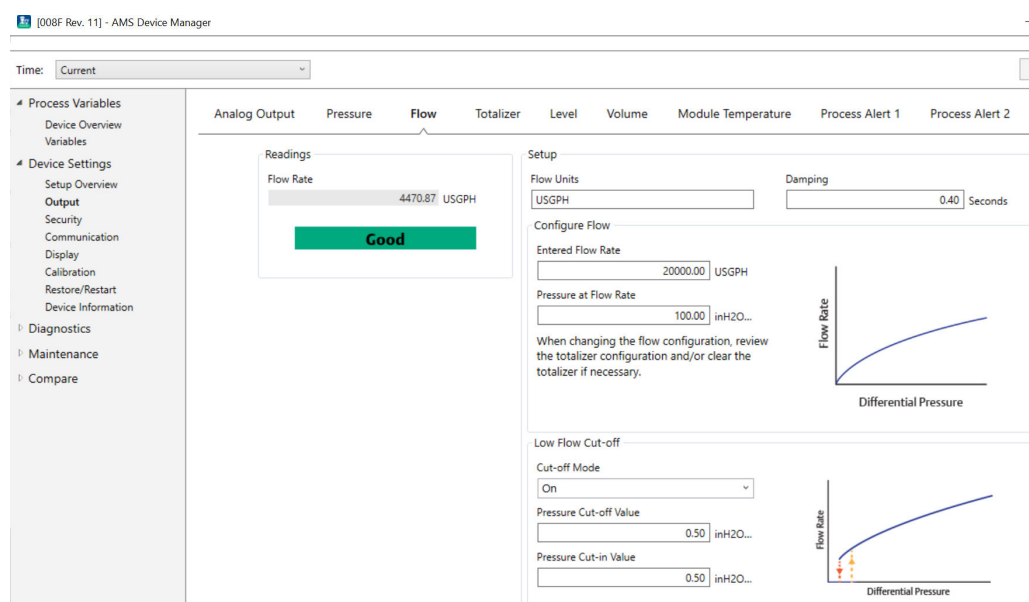 [008F Rev. 11] - AMS Device Manager
Time: Current
Process Variables
Device Overview
Variables
Device Settings
Setup Overview
Output
Security
Communication
Display
Calibration
Restore/Restart
Device Information
Diagnostics
Maintenance
Compare
Analog Output Pressure Flow Totalizer Level Volume Module Temperature Process Alert 1 Process Alert 2
Readings
Flow Rate
4470.87 USGPH
Good
Setup
Flow Units
USGPH
Damping
0.40 Seconds
Configure Flow
Entered Flow Rate
20000.00 USGPH
Pressure at Flow Rate
100.00 inH2O...
When changing the flow configuration, review
the totalizer configuration and/or clear the
totalizer if necessary.
Flow Rate
Differential Pressure
Low Flow Cut-off
Cut-off Mode
On
Pressure Cut-off Value
0.50 inH2O...
Pressure Cut-in Value
0.50 inH2O...
Flow Rate
Differential Pressure